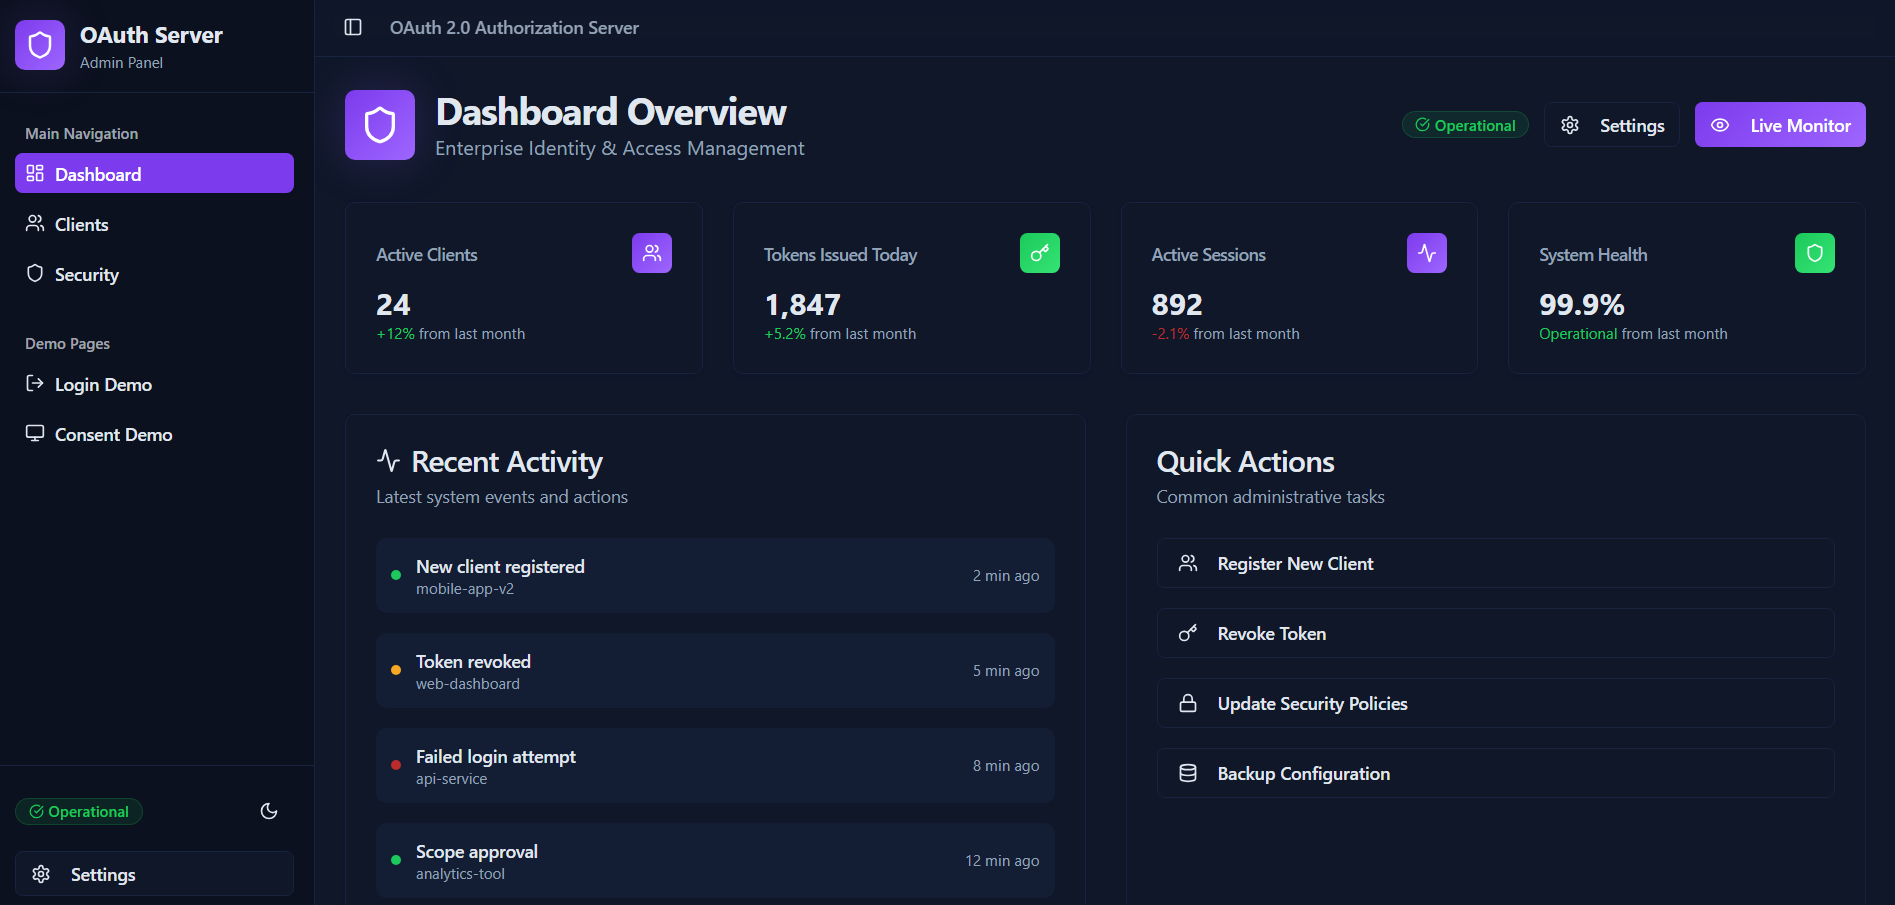 OAuth Server
Admin Panel
Main Navigation
Dashboard
Clients
Security
Demo Pages
Login Demo
Consent Demo
Operational
Settings
OAuth 2.0 Authorization Server
Dashboard Overview
Enterprise Identity & Access Management
Operational
Settings
Live Monitor
Active Clients
24
+12% from last month
Tokens Issued Today
1,847
+5.2% from last month
Active Sessions
892
-2.1% from last month
System Health
99.9%
Operational from last month
Recent Activity
Latest system events and actions
New client registered
mobile-app-v2
2 min ago
Token revoked
web-dashboard
5 min ago
Failed login attempt
api-service
8 min ago
Scope approval
analytics-tool
12 min ago
Quick Actions
Common administrative tasks
Register New Client
Revoke Token
Update Security Policies
Backup Configuration